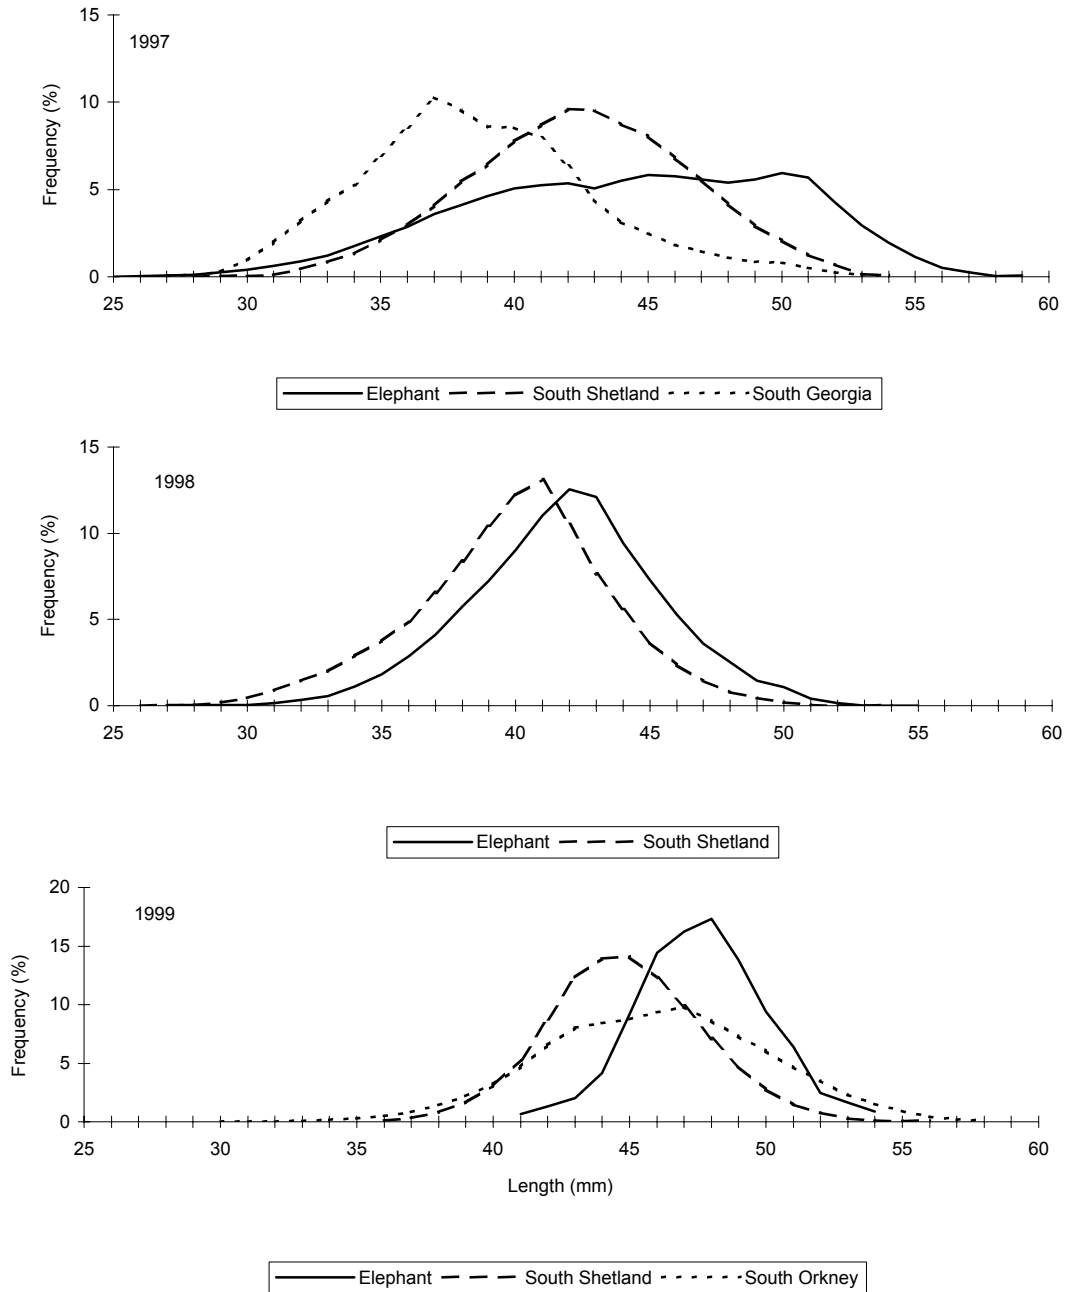 15
1997
10
Frequency (%)
5
0
25 30 35 40 45 50 55 60
Elephant South Shetland South Georgia
15
1998
10
Frequency (%)
5
0
25 30 35 40 45 50 55 60
Elephant South Shetland
20
1999
15
Frequency (%)
10
5
0
25 30 35 40 45 50 55 60
Length (mm)
Elephant South Shetland South Orkney